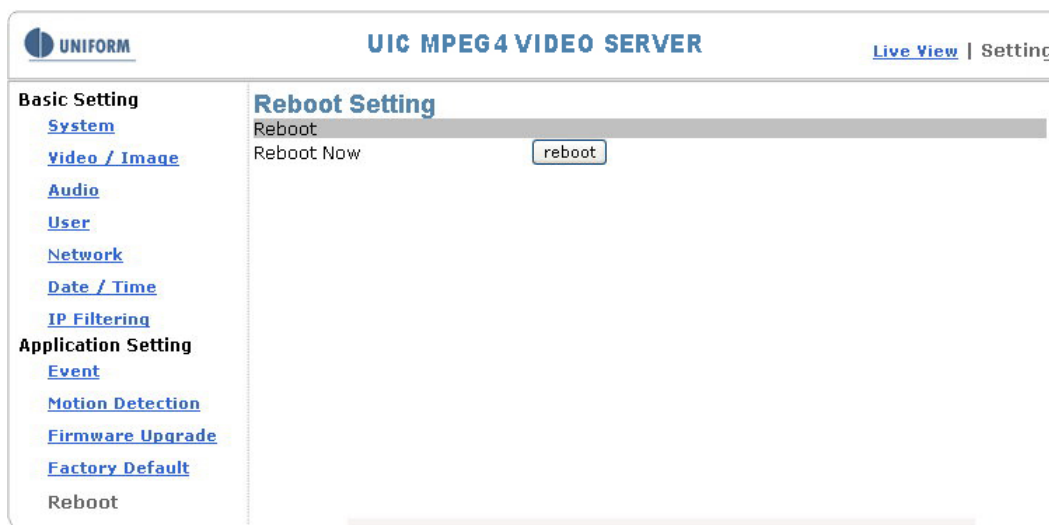 UNIFORM
UIC MPEG4 VIDEO SERVER
Live View | Setting
Basic Setting
System
Video / Image
Audio
User
Network
Date / Time
IP Filtering
Application Setting
Event
Motion Detection
Firmware Upgrade
Factory Default
Reboot
Reboot Setting
Reboot
Reboot Now reboot